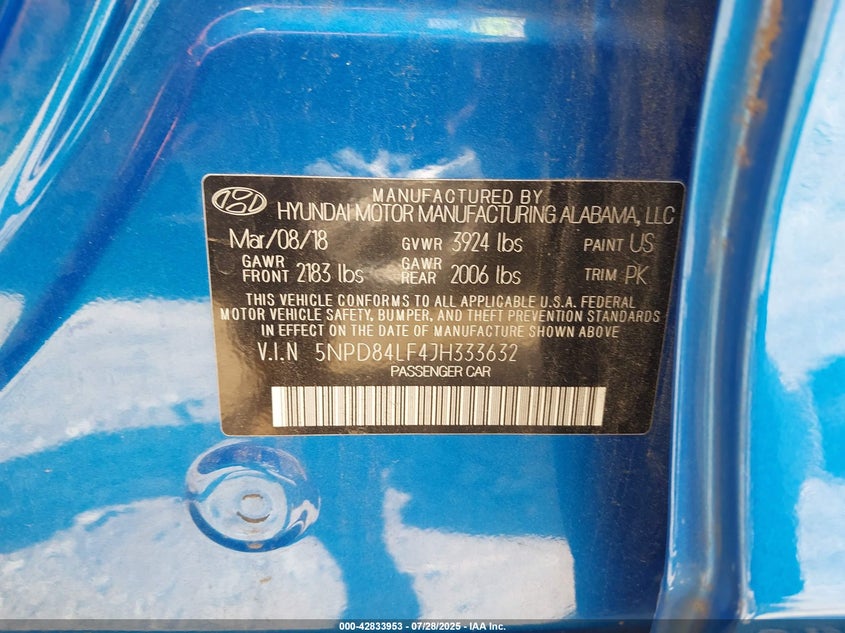 MANUFACTURED BY
HYUNDAI MOTOR MANUFACTURING ALABAMA, LLC
Mar/08/18 GVWR 3924 lbs PAINT US
GAWR FRONT 2183 lbs GAWR REAR 2006 lbs TRIM PK
THIS VEHICLE CONFORMS TO ALL APPLICABLE U.S.A. FEDERAL
MOTOR VEHICLE SAFETY, BUMPER, AND THEFT PREVENTION STANDARDS
IN EFFECT ON THE DATE OF MANUFACTURE SHOWN ABOVE
V.I.N 5NPD84LF4JH333632
PASSENGER CAR
000-42833953 - 07/28/2025 - IAA Inc.